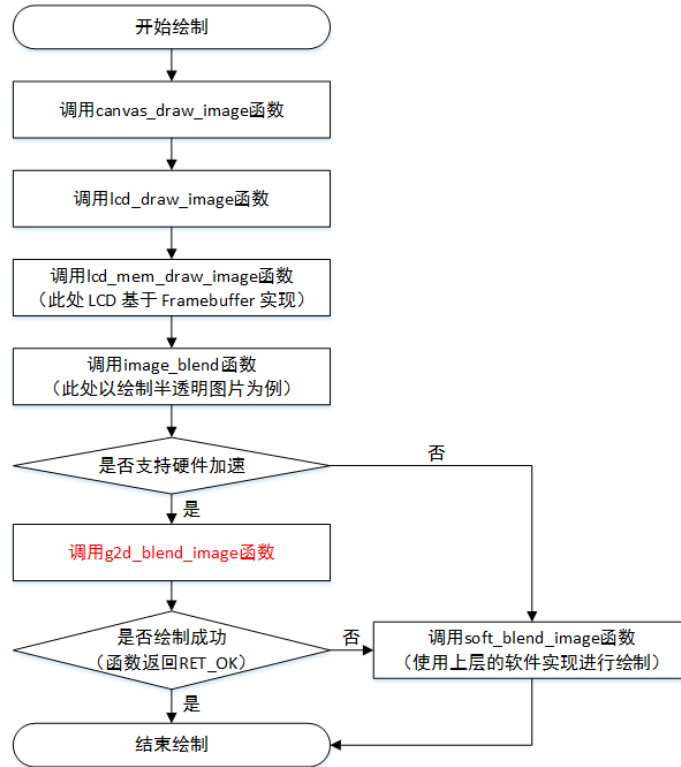 开始绘制
调用canvas_draw_image函数
调用lcd_draw_image函数
调用lcd_mem_draw_image函数
（此处 LCD 基于 Framebuffer 实现）
调用image_blend函数
（此处以绘制半透明图片为例）
是否支持硬件加速
否
是
调用g2d_blend_image函数
是否绘制成功
（函数返回RET_OK）
否
调用soft_blend_image函数
（使用上层的软件实现进行绘制）
是
结束绘制